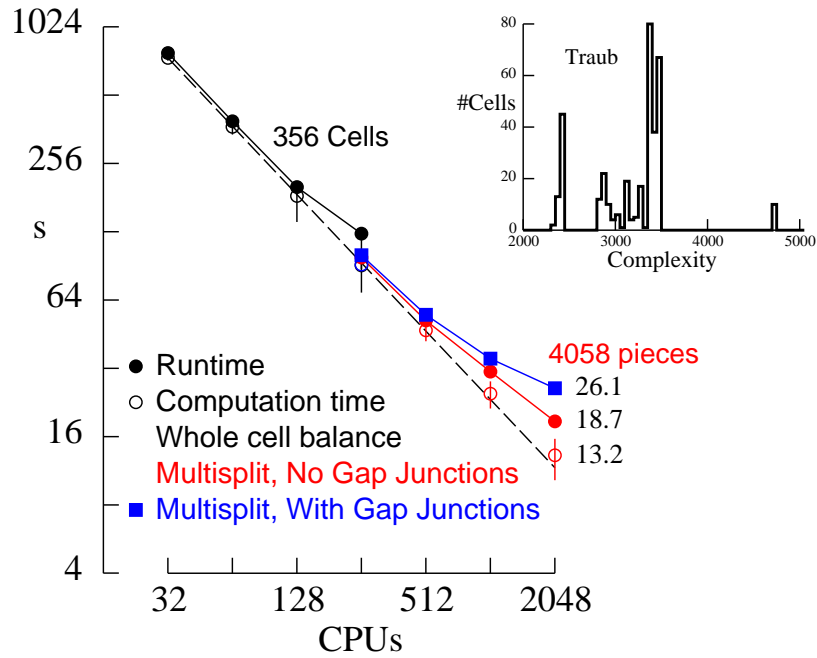 1024
256
s
64
16
4
32
128
512
2048
CPUs
356 Cells
Runtime
Computation time
Whole cell balance
Multisplit, No Gap Junctions
Multisplit, With Gap Junctions
4058 pieces
26.1
18.7
13.2
80
60
40
20
0
#Cells
Traub
2000
3000
4000
5000
Complexity